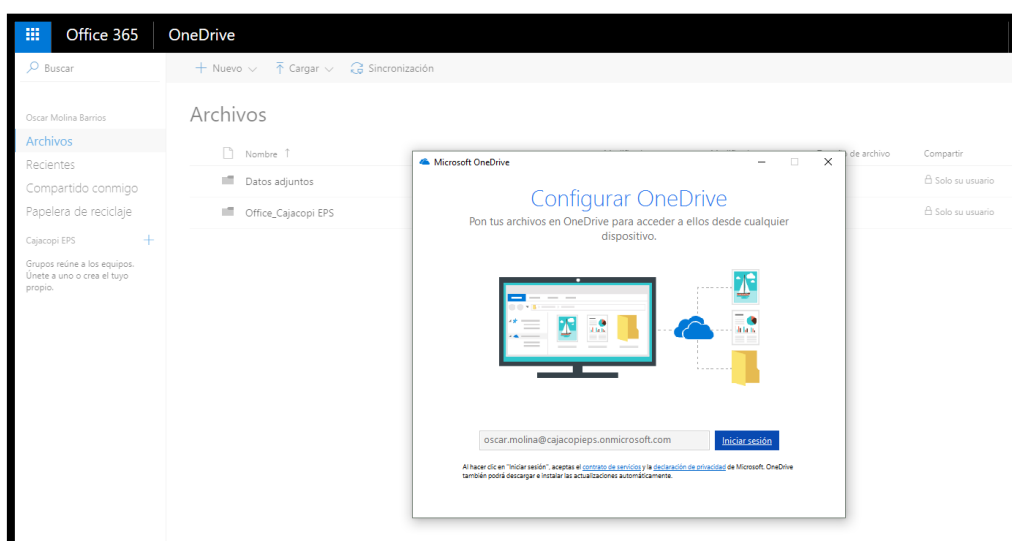 Office 365
OneDrive
Buscar
Nuevo
Cargar
Sincronización
Oscar Molina Barrios
Archivos
Recientes
Compartido conmigo
Papelera de reciclaje
Cajacopi EPS
Grupos reúne a los equipos.
Únete a uno o crea el tuyo
propio.
Archivos
Nombre
de archivo
Compartir
Datos adjuntos
Solo su usuario
Office_Cajacopi EPS
Solo su usuario
Microsoft OneDrive
Configurar OneDrive
Pon tus archivos en OneDrive para acceder a ellos desde cualquier
dispositivo.
oscar.molina@cajacopieps.onmicrosoft.com
Iniciar sesión
Al hacer clic en "Iniciar sesión", aceptas el contrato de servicios y la declaración de privacidad de Microsoft. OneDrive
también podrá descargar e instalar las actualizaciones automáticamente.